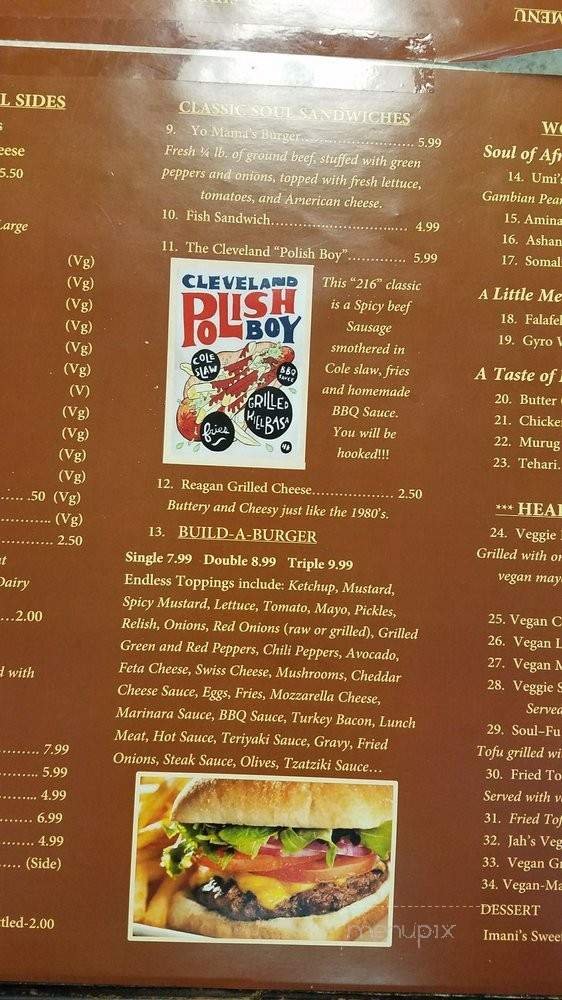 MENU
L SIDES
s
eese
5.50
Large
(Vg)
(Vg)
(Vg)
(Vg)
(Vg)
(Vg)
(V)
(Vg)
(Vg)
(Vg)
(Vg)
…… .50 (Vg)
……………… (Vg)
……………… 2.50
at
Dairy
…2.00
d with
……………. 7.99
……………. 5.99
……………... 4.99
…………… 6.99
……………. 4.99
…… (Side)
ttled-2.00
CLASSIC SOUL SANDWICHES
9. Yo Mama's Burger……………………… 5.99
Fresh ¼ lb. of ground beef, stuffed with green
peppers and onions, topped with fresh lettuce,
tomatoes, and American cheese.
10. Fish Sandwich………………………...…... 4.99
11. The Cleveland "Polish Boy"………… 5.99
CLEVELAND
POLISH
BOY
COLE
SLAW
BBQ
SAUCE
GRILLED
KILLBASA
fries
This "216" classic
is a Spicy beef
Sausage
smothered in
Cole slaw, fries
and homemade
BBQ Sauce.
You will be
hooked!!!
12. Reagan Grilled Cheese………………… 2.50
Buttery and Cheesy just like the 1980's.
13. BUILD-A-BURGER
Single 7.99 Double 8.99 Triple 9.99
Endless Toppings include: Ketchup, Mustard,
Spicy Mustard, Lettuce, Tomato, Mayo, Pickles,
Relish, Onions, Red Onions (raw or grilled), Grilled
Green and Red Peppers, Chili Peppers, Avocado,
Feta Cheese, Swiss Cheese, Mushrooms, Cheddar
Cheese Sauce, Eggs, Fries, Mozzarella Cheese,
Marinara Sauce, BBQ Sauce, Turkey Bacon, Lunch
Meat, Hot Sauce, Teriyaki Sauce, Gravy, Fried
Onions, Steak Sauce, Olives, Tzatziki Sauce…
menupix
WO
Soul of Afr
14. Umi's
Gambian Pean
15. Amina
16. Ashan
17. Somal
A Little Me
18. Falafel
19. Gyro W
A Taste of I
20. Butter C
21. Chicken
22. Murug
23. Tehari.
*** HEAL
24. Veggie
Grilled with on
vegan mayo
25. Vegan C
26. Vegan L
27. Vegan M
28. Veggie S
Served
29. Soul-Fu
Tofu grilled wi
30. Fried To
Served with v
31. Fried Tof
32. Jah's Veg
33. Vegan Gr
34. Vegan-Ma
DESSERT
Imani's Sweet